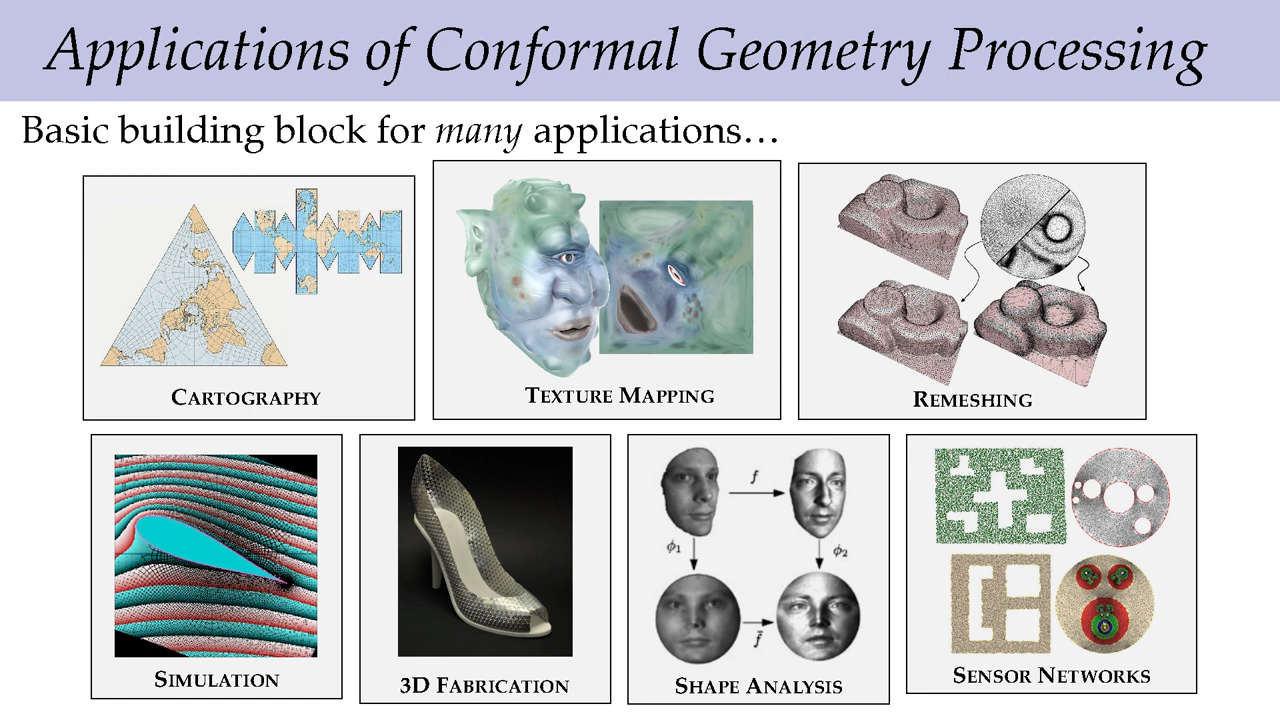 Applications of Conformal Geometry Processing
Basic building block for many applications…
CARTOGRAPHY
TEXTURE MAPPING
REMESHING
SIMULATION
3D FABRICATION
f
ϕ1
ϕ2
f̄
SHAPE ANALYSIS
SENSOR NETWORKS